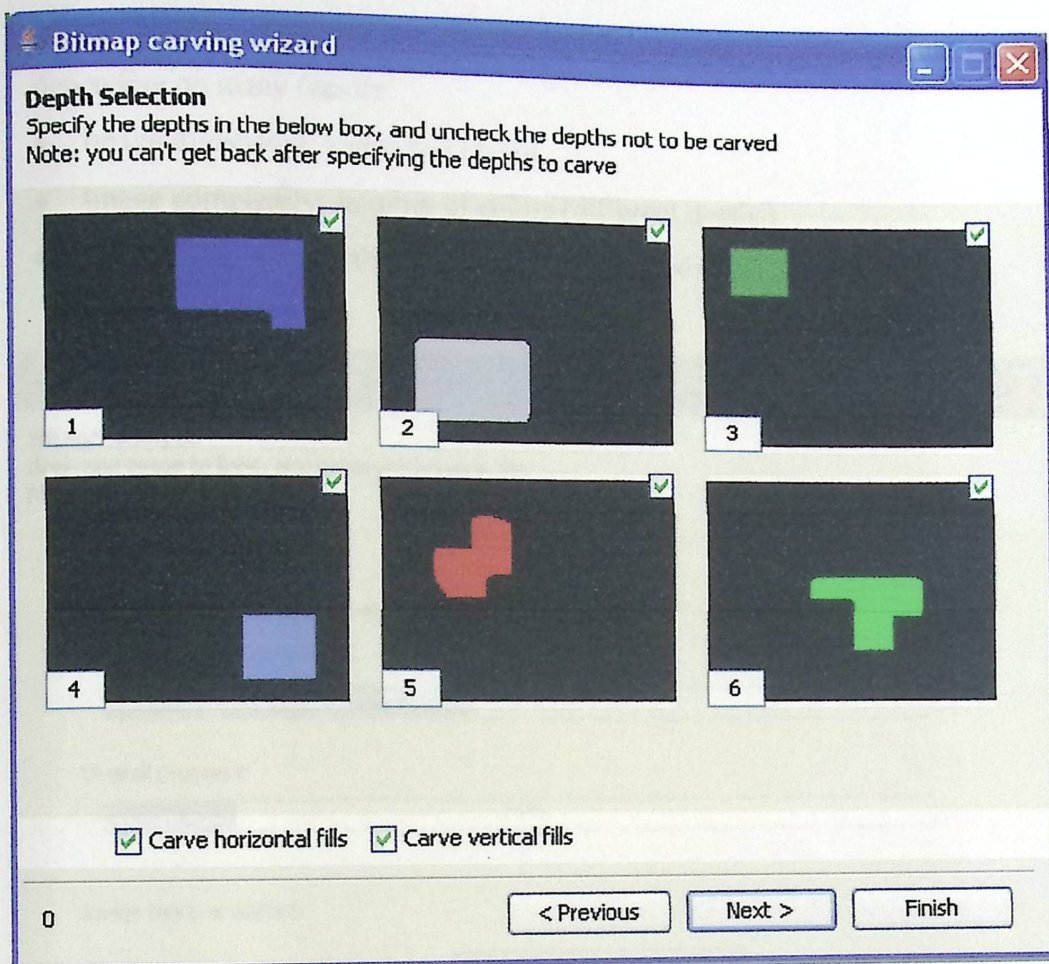 Bitmap carving wizard
Depth Selection
Specify the depths in the below box, and uncheck the depths not to be carved
Note: you can't get back after specifying the depths to carve
1
2
3
4
5
6
Carve horizontal fills
Carve vertical fills
0
< Previous
Next >
Finish